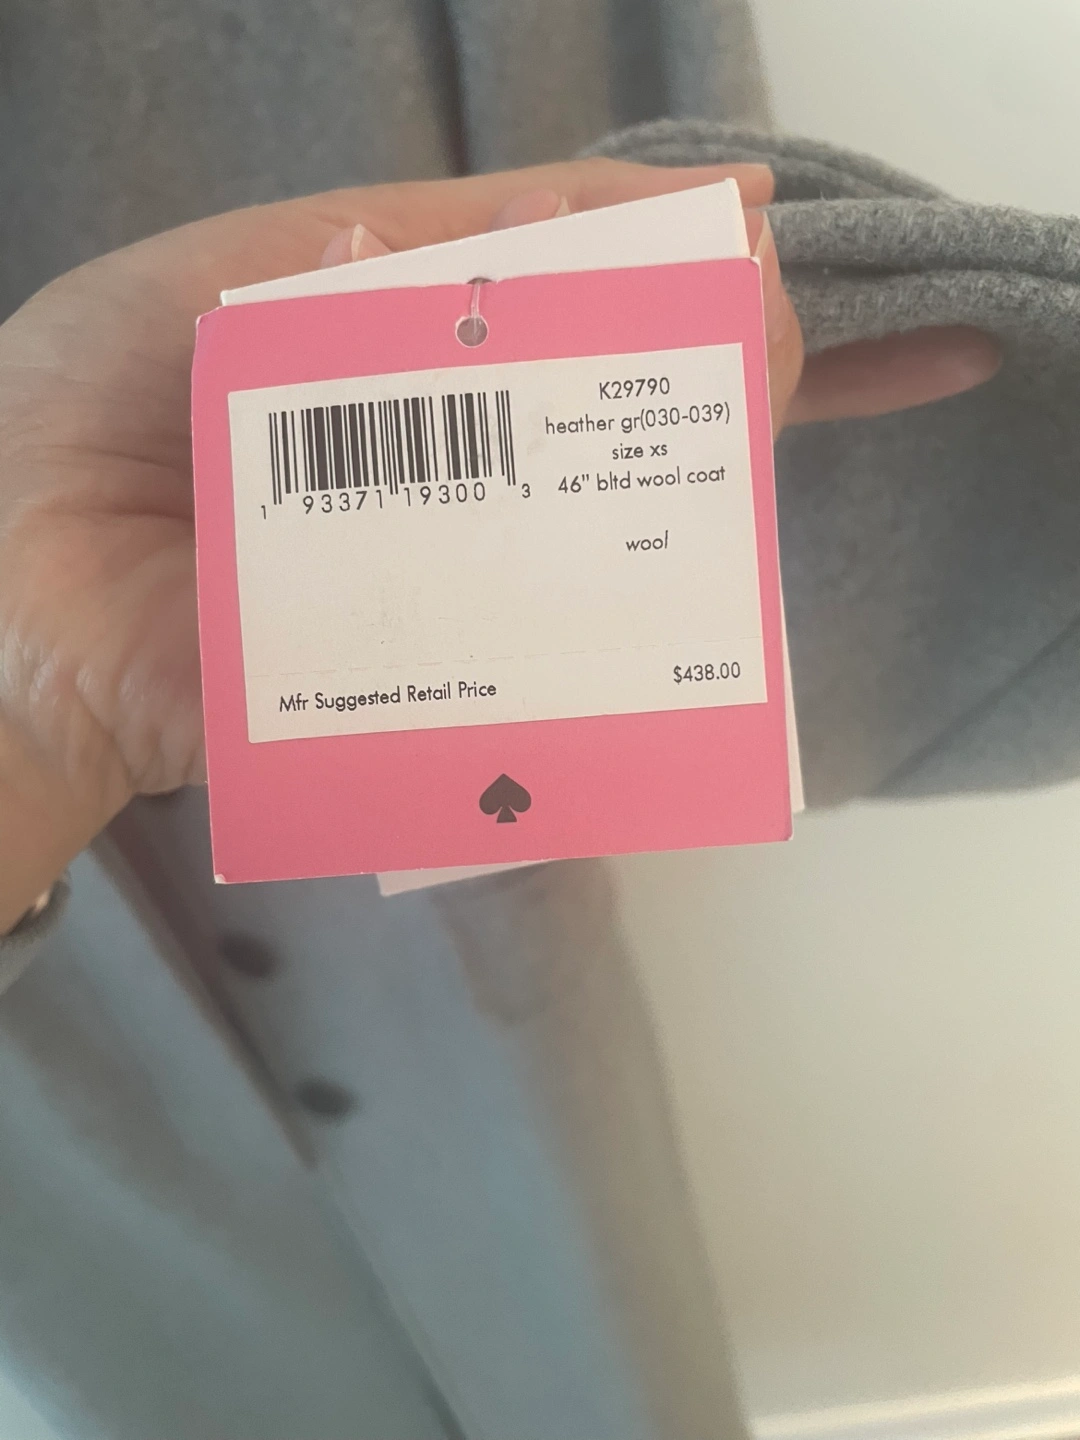 K29790
heather gr(030-039)
size xs
46" bltd wool coat
1 93371 19300 3
wool
Mfr Suggested Retail Price $438.00